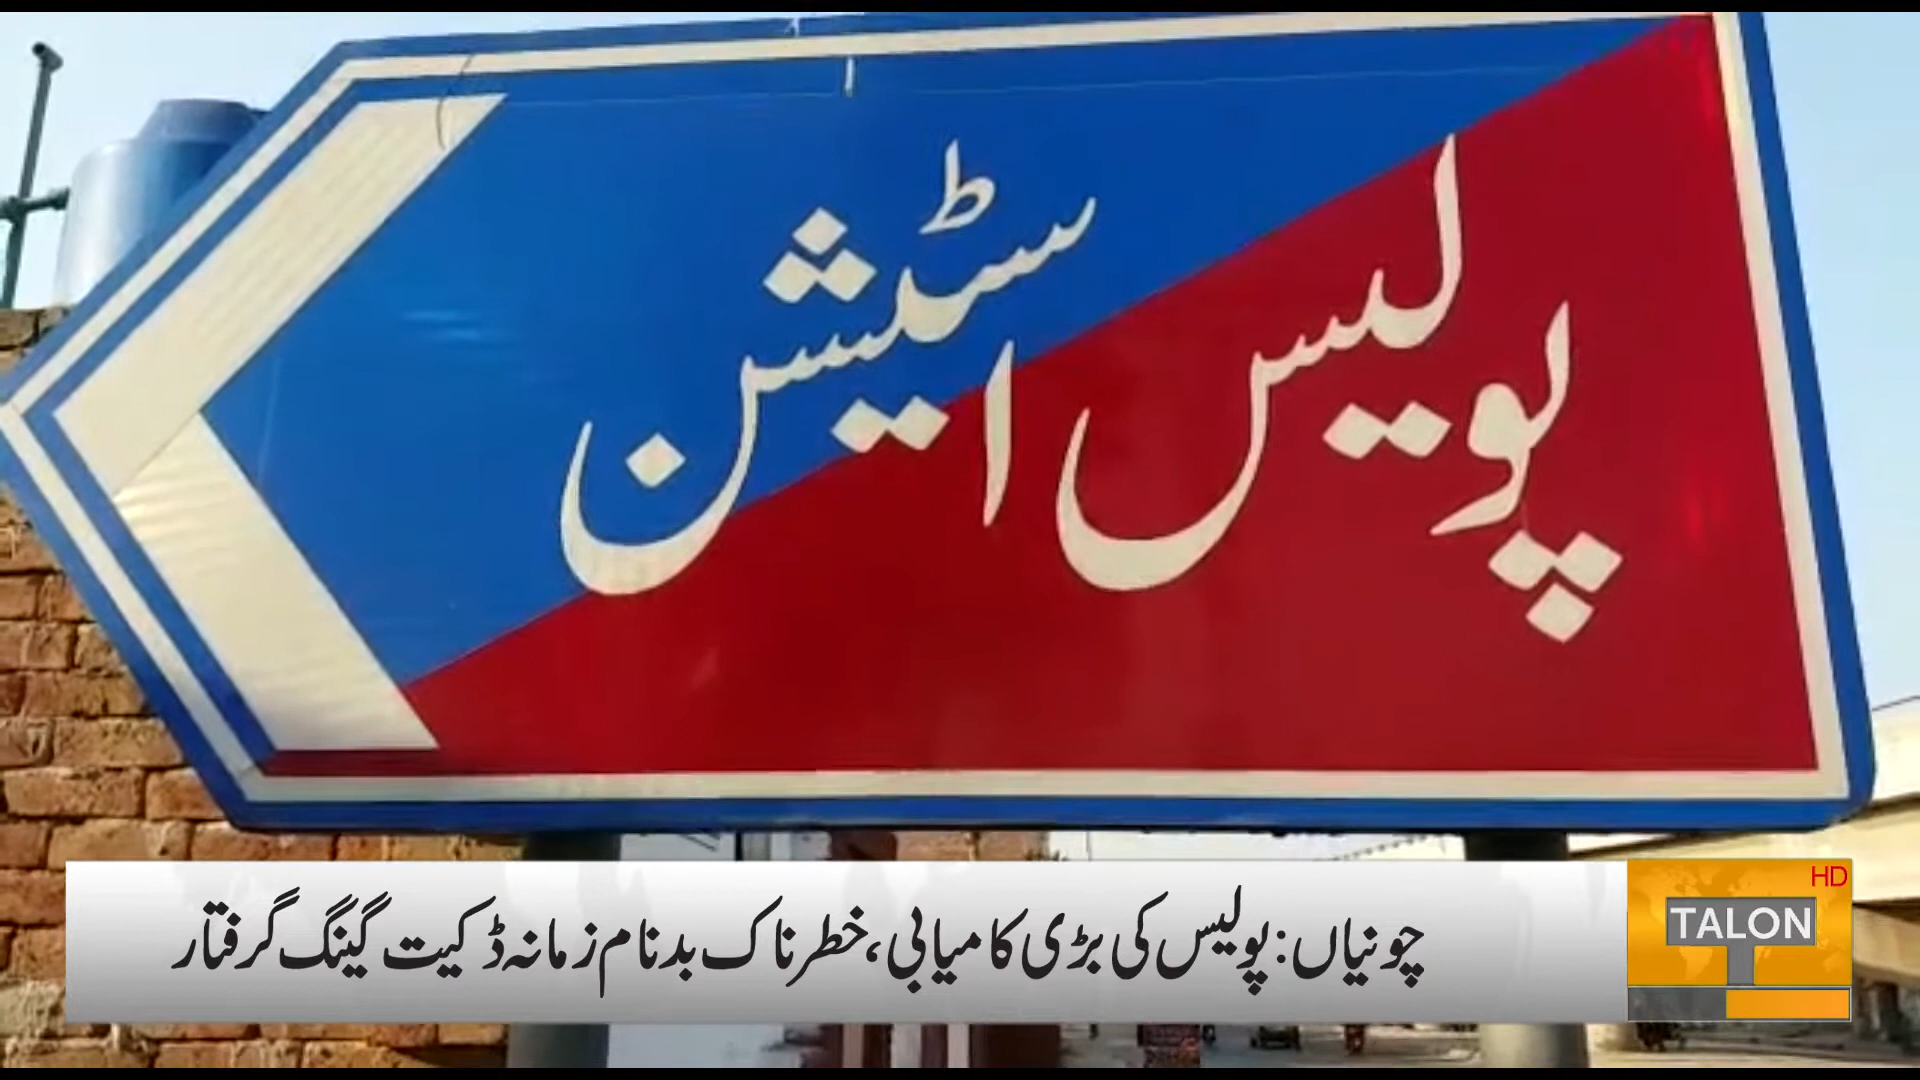 پولیس اسٹیشن
چونیاں: پولیس کی بڑی کامیابی، خطرناک بدنام زمانہ ڈکیت گینگ گرفتار
HD
TALON